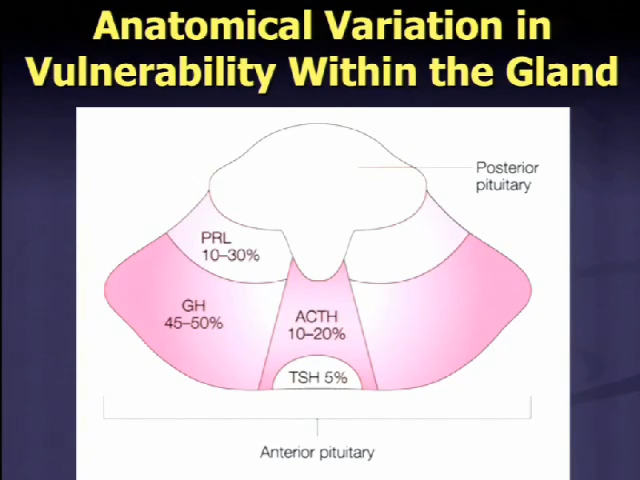 Anatomical Variation in
Vulnerability Within the Gland
Posterior
pituitary
PRL
10–30%
GH
45–50%
ACTH
10–20%
TSH 5%
Anterior pituitary